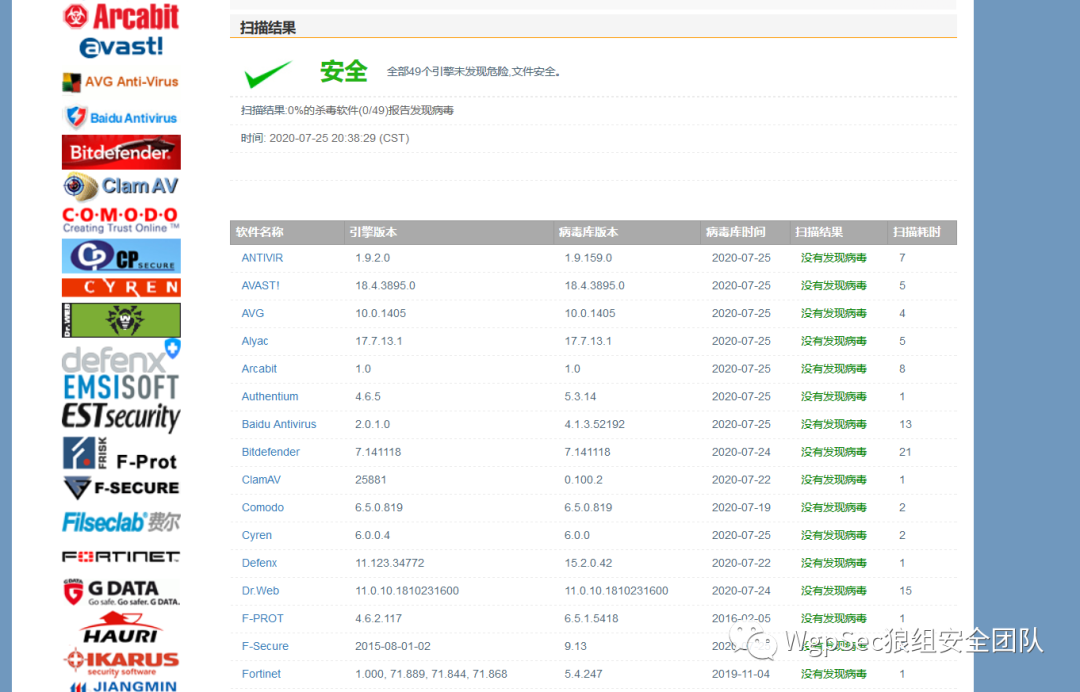 Arcabit
avast!
AVG Anti-Virus
Baidu Antivirus
Bitdefender
ClamAV
COMODO
Creating Trust Online ™
CP SECURE
CYREN
Dr.WEB
defenx
EMSISOFT
ESTsecurity
FRISK F-Prot
F-SECURE
Filseclab 费尔
FORTINET
G DATA
Go safe. Go safer. G DATA.
HAURI
IKARUS
security software
JIANGMIN
扫描结果
安全 全部49个引擎未发现危险,文件安全。
扫描结果:0%的杀毒软件(0/49)报告发现病毒
时间: 2020-07-25 20:38:29 (CST)
软件名称 引擎版本 病毒库版本 病毒库时间 扫描结果 扫描耗时
ANTIVIR 1.9.2.0 1.9.159.0 2020-07-25 没有发现病毒 7
AVAST! 18.4.3895.0 18.4.3895.0 2020-07-25 没有发现病毒 5
AVG 10.0.1405 10.0.1405 2020-07-25 没有发现病毒 4
Alyac 17.7.13.1 17.7.13.1 2020-07-25 没有发现病毒 5
Arcabit 1.0 1.0 2020-07-25 没有发现病毒 8
Authentium 4.6.5 5.3.14 2020-07-25 没有发现病毒 1
Baidu Antivirus 2.0.1.0 4.1.3.52192 2020-07-25 没有发现病毒 13
Bitdefender 7.141118 7.141118 2020-07-24 没有发现病毒 21
ClamAV 25881 0.100.2 2020-07-22 没有发现病毒 1
Comodo 6.5.0.819 6.5.0.819 2020-07-19 没有发现病毒 2
Cyren 6.0.0.4 6.0.0 2020-07-25 没有发现病毒 2
Defenx 11.123.34772 15.2.0.42 2020-07-22 没有发现病毒 1
Dr.Web 11.0.10.1810231600 11.0.10.1810231600 2020-07-24 没有发现病毒 15
F-PROT 4.6.2.117 6.5.1.5418 2016-02-05 没有发现病毒 1
F-Secure 2015-08-01-02 9.13 没有发现病毒
Fortinet 1.000, 71.889, 71.844, 71.868 5.4.247 2019-11-04 没有发现病毒 1
WgpSec狼组安全团队